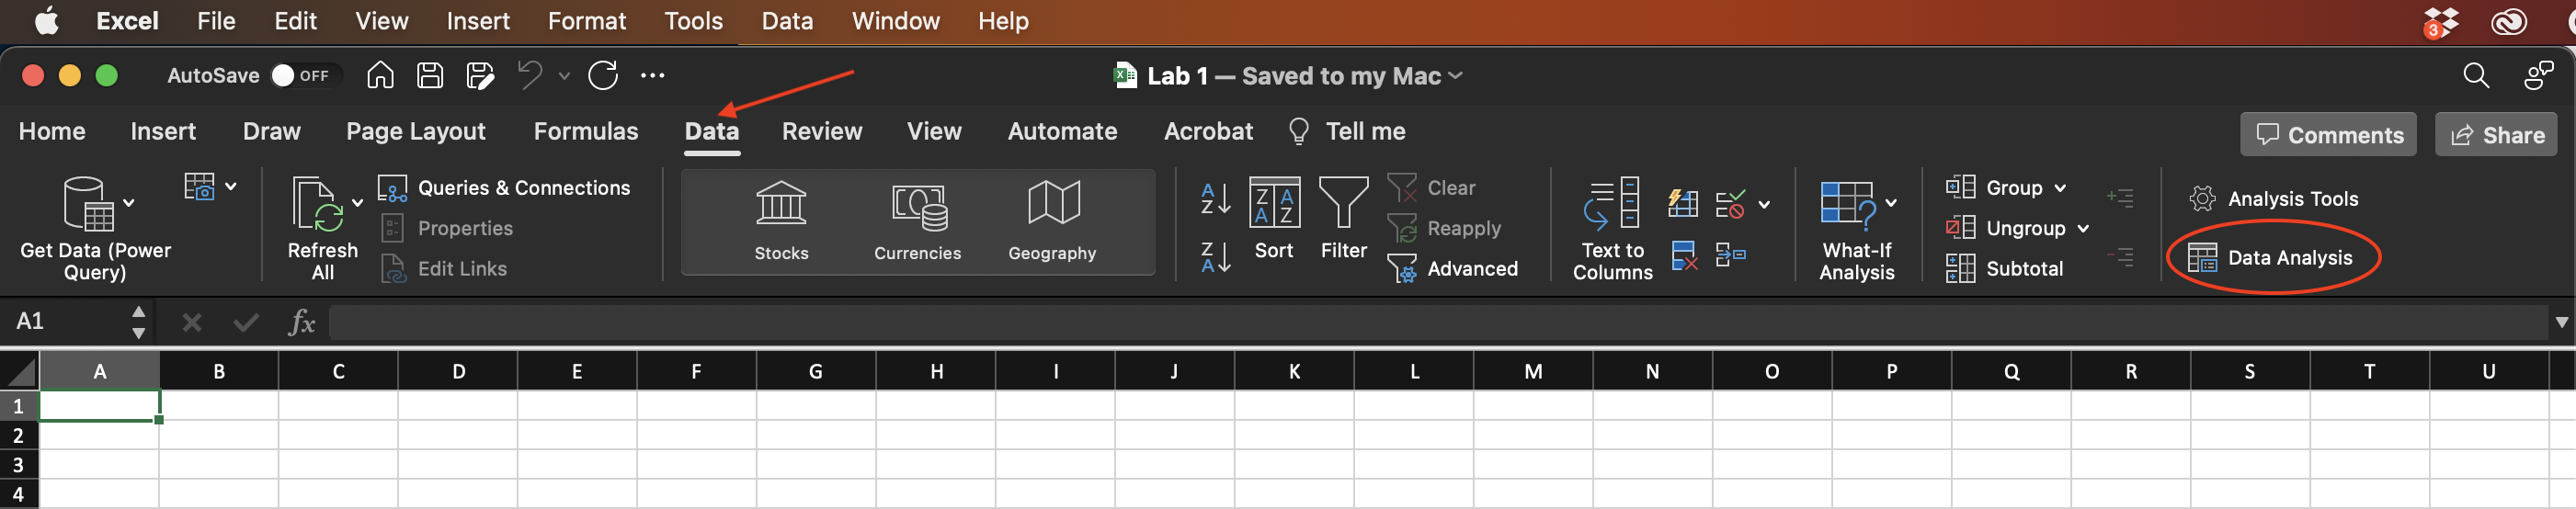 Excel File Edit View Insert Format Tools Data Window Help 3
AutoSave OFF Lab 1 — Saved to my Mac
Home Insert Draw Page Layout Formulas Data Review View Automate Acrobat Tell me Comments Share
Get Data (Power
Query)
Refresh
All
Queries & Connections
Properties
Edit Links
Stocks Currencies Geography
A
Z
Z
A
Z A
A Z
Sort
Filter
Clear
Reapply
Advanced
Text to
Columns
What-If
Analysis
Group
Ungroup
Subtotal
Analysis Tools
Data Analysis
A1 fx
A B C D E F G H I J K L M N O P Q R S T U
1
2
3
4